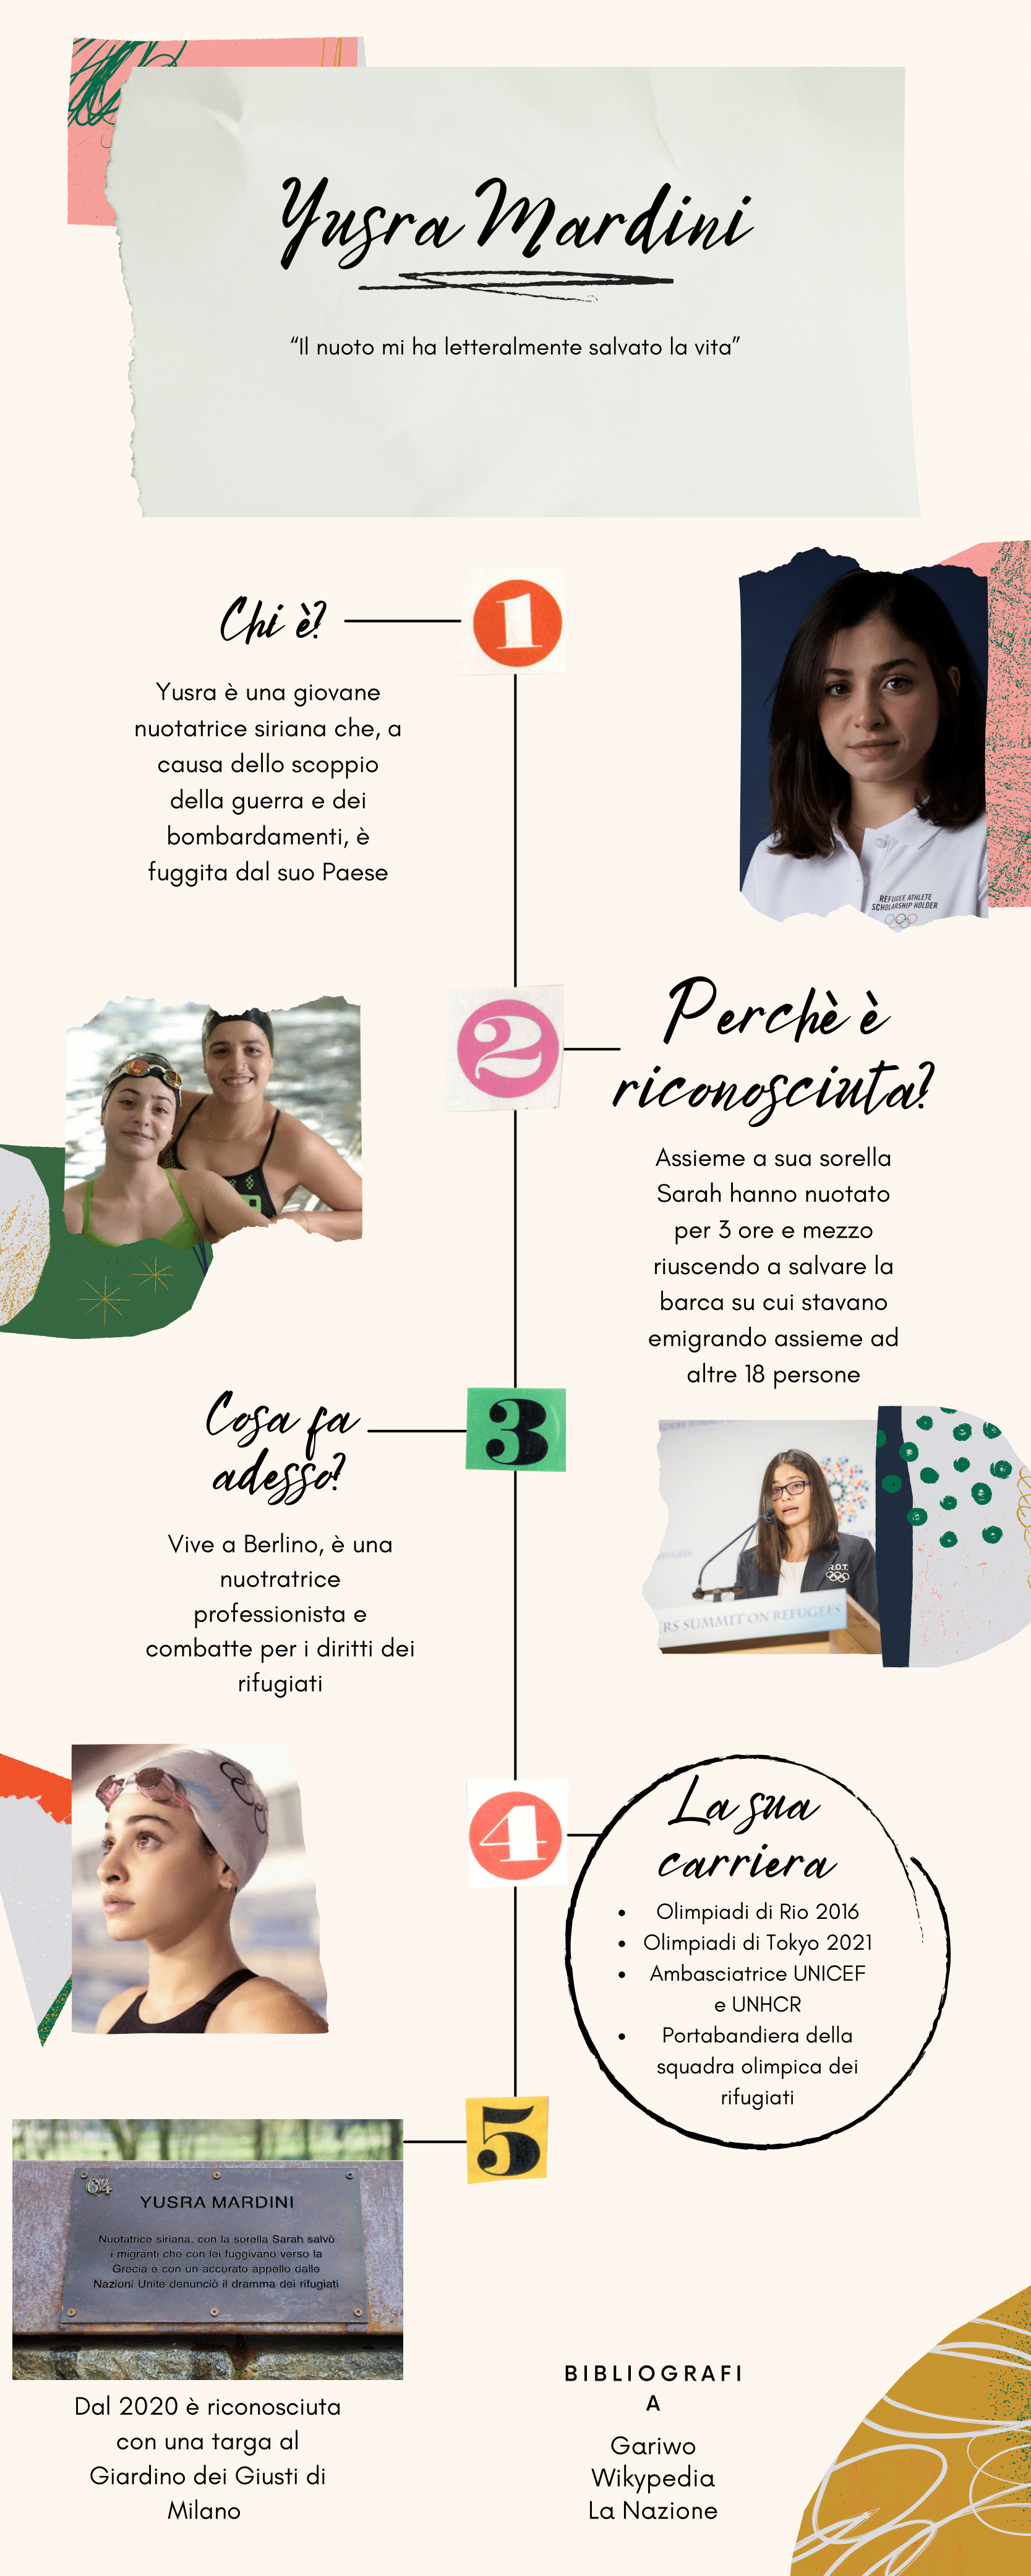 Yusra Mardini
“Il nuoto mi ha letteralmente salvato la vita”
Chi è?
1
Yusra è una giovane
nuotatrice siriana che, a
causa dello scoppio
della guerra e dei
bombardamenti, è
fuggita dal suo Paese
REFUGEE ATHLETE
SCHOLARSHIP HOLDER
2
Perchè è
riconosciuta?
Assieme a sua sorella
Sarah hanno nuotato
per 3 ore e mezzo
riuscendo a salvare la
barca su cui stavano
emigrando assieme ad
altre 18 persone
Cosa fa
adesso?
3
Vive a Berlino, è una
nuotratrice
professionista e
combatte per i diritti dei
rifugiati
R.O.T.
ERS SUMMIT ON REFUGEES
4
La sua
carriera
• Olimpiadi di Rio 2016
• Olimpiadi di Tokyo 2021
• Ambasciatrice UNICEF
e UNHCR
• Portabandiera della
squadra olimpica dei
rifugiati
5
64
YUSRA MARDINI
Nuotatrice siriana, con la sorella Sarah salvò
i migranti che con lei fuggivano verso la
Grecia e con un accorato appello dalle
Nazioni Unite denunciò il dramma dei rifugiati
Dal 2020 è riconosciuta
con una targa al
Giardino dei Giusti di
Milano
BIBLIOGRAFI
A
Gariwo
Wikypedia
La Nazione